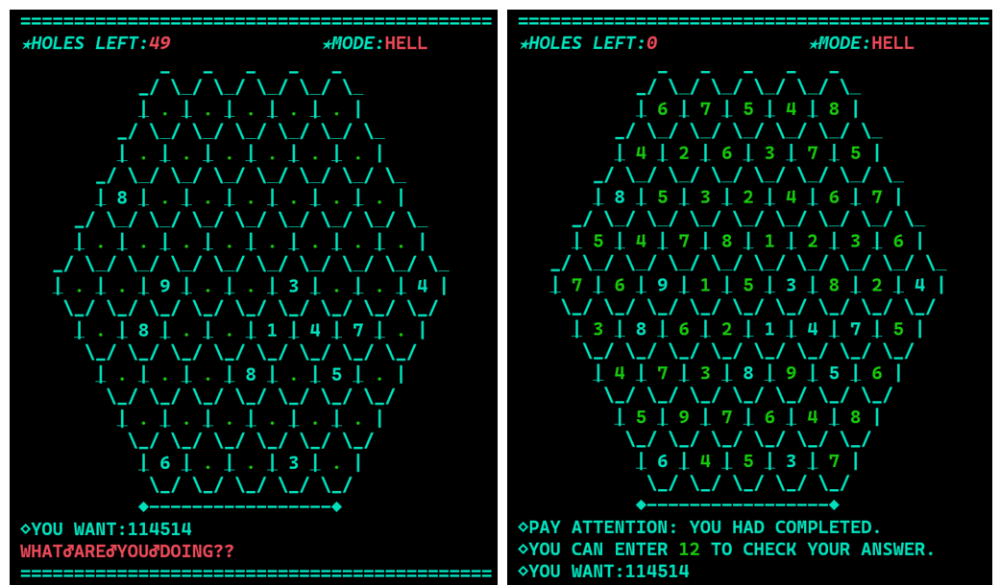 ★HOLES LEFT:49 ★MODE:HELL
| . | . | . | . | . |
| . | . | . | . | . | . |
| 8 | . | . | . | . | . | . |
| . | . | . | . | . | . | . | . |
| . | . | 9 | . | . | 3 | . | . | 4 |
| . | 8 | . | . | 1 | 4 | 7 | . |
| . | . | . | 8 | . | 5 | . |
| . | . | . | . | . | . |
| 6 | . | . | 3 | . |
◇YOU WANT:114514
WHAT♂ARE♂YOU♂DOING??
★HOLES LEFT:0 ★MODE:HELL
| 6 | 7 | 5 | 4 | 8 |
| 4 | 2 | 6 | 3 | 7 | 5 |
| 8 | 5 | 3 | 2 | 4 | 6 | 7 |
| 5 | 4 | 7 | 8 | 1 | 2 | 3 | 6 |
| 7 | 6 | 9 | 1 | 5 | 3 | 8 | 2 | 4 |
| 3 | 8 | 6 | 2 | 1 | 4 | 7 | 5 |
| 4 | 7 | 3 | 8 | 9 | 5 | 6 |
| 5 | 9 | 7 | 6 | 4 | 8 |
| 6 | 4 | 5 | 3 | 7 |
◇PAY ATTENTION: YOU HAD COMPLETED.
◇YOU CAN ENTER 12 TO CHECK YOUR ANSWER.
◇YOU WANT:114514